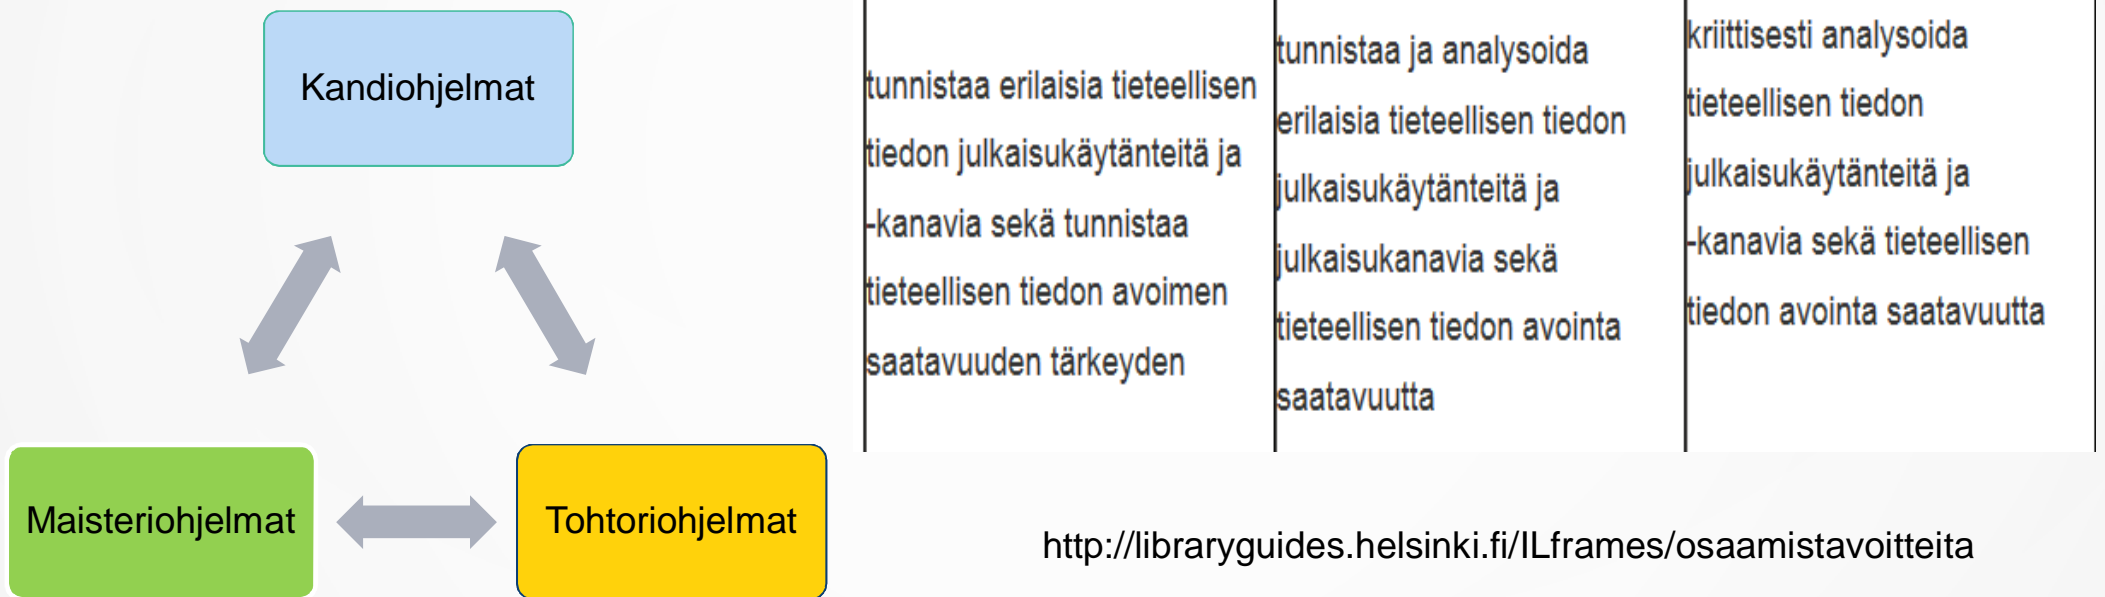 Kandiohjelmat
Maisteriohjelmat
Tohtoriohjelmat
tunnistaa erilaisia tieteellisen
tiedon julkaisukäytänteitä ja
-kanavia sekä tunnistaa
tieteellisen tiedon avoimen
saatavuuden tärkeyden
tunnistaa ja analysoida
erilaisia tieteellisen tiedon
julkaisukäytänteitä ja
julkaisukanavia sekä
tieteellisen tiedon avointa
saatavuutta
kriittisesti analysoida
tieteellisen tiedon
julkaisukäytänteitä ja
-kanavia sekä tieteellisen
tiedon avointa saatavuutta
http://libraryguides.helsinki.fi/ILframes/osaamistavoitteita